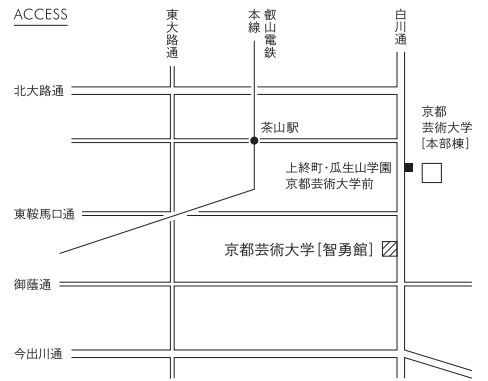 ACCESS
東大路通
叡山電鉄
本線
白川通
北大路通
京都
芸術大学
[本部棟]
茶山駅
上終町・瓜生山学園
京都芸術大学前
東鞍馬口通
京都芸術大学[智勇館]
御蔭通
今出川通